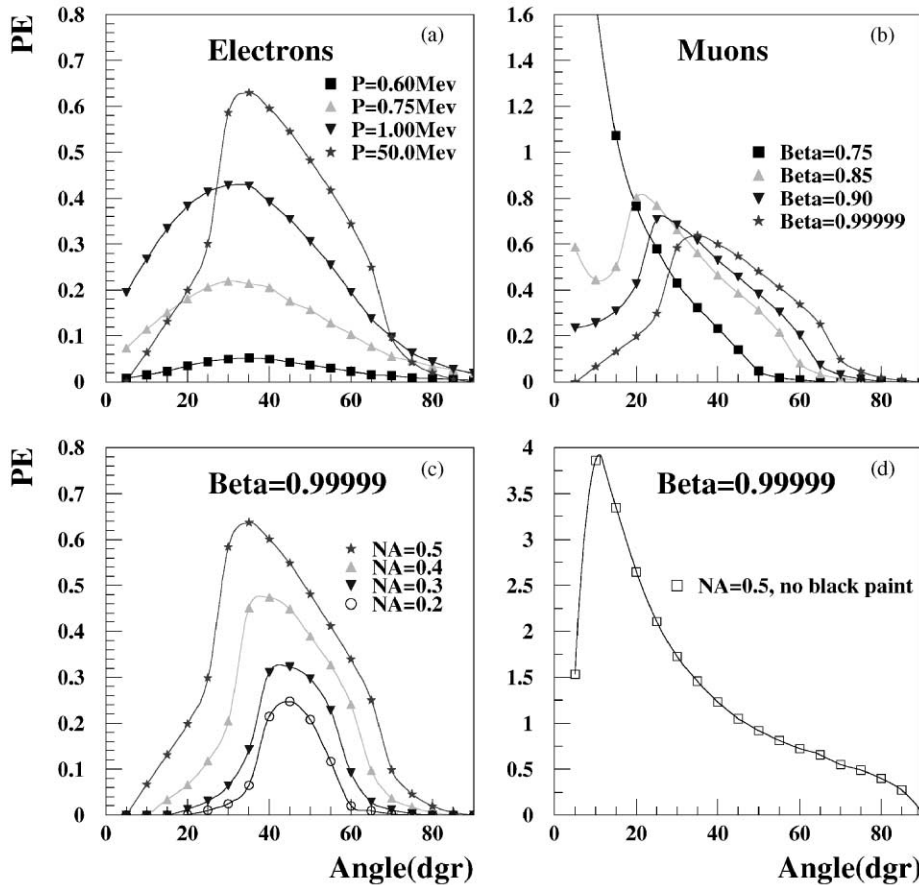 PE
0.8
0.7
0.6
0.5
0.4
0.3
0.2
0.1
0
0 20 40 60 80
(a)
Electrons
P=0.60Mev
P=0.75Mev
P=1.00Mev
P=50.0Mev
1.6
1.4
1.2
1
0.8
0.6
0.4
0.2
0
0 20 40 60 80
(b)
Muons
Beta=0.75
Beta=0.85
Beta=0.90
Beta=0.99999
PE
0.8
0.7
0.6
0.5
0.4
0.3
0.2
0.1
0
0 20 40 60 80
(c)
Beta=0.99999
NA=0.5
NA=0.4
NA=0.3
NA=0.2
Angle(dgr)
4
3.5
3
2.5
2
1.5
1
0.5
0
0 20 40 60 80
(d)
Beta=0.99999
NA=0.5, no black paint
Angle(dgr)